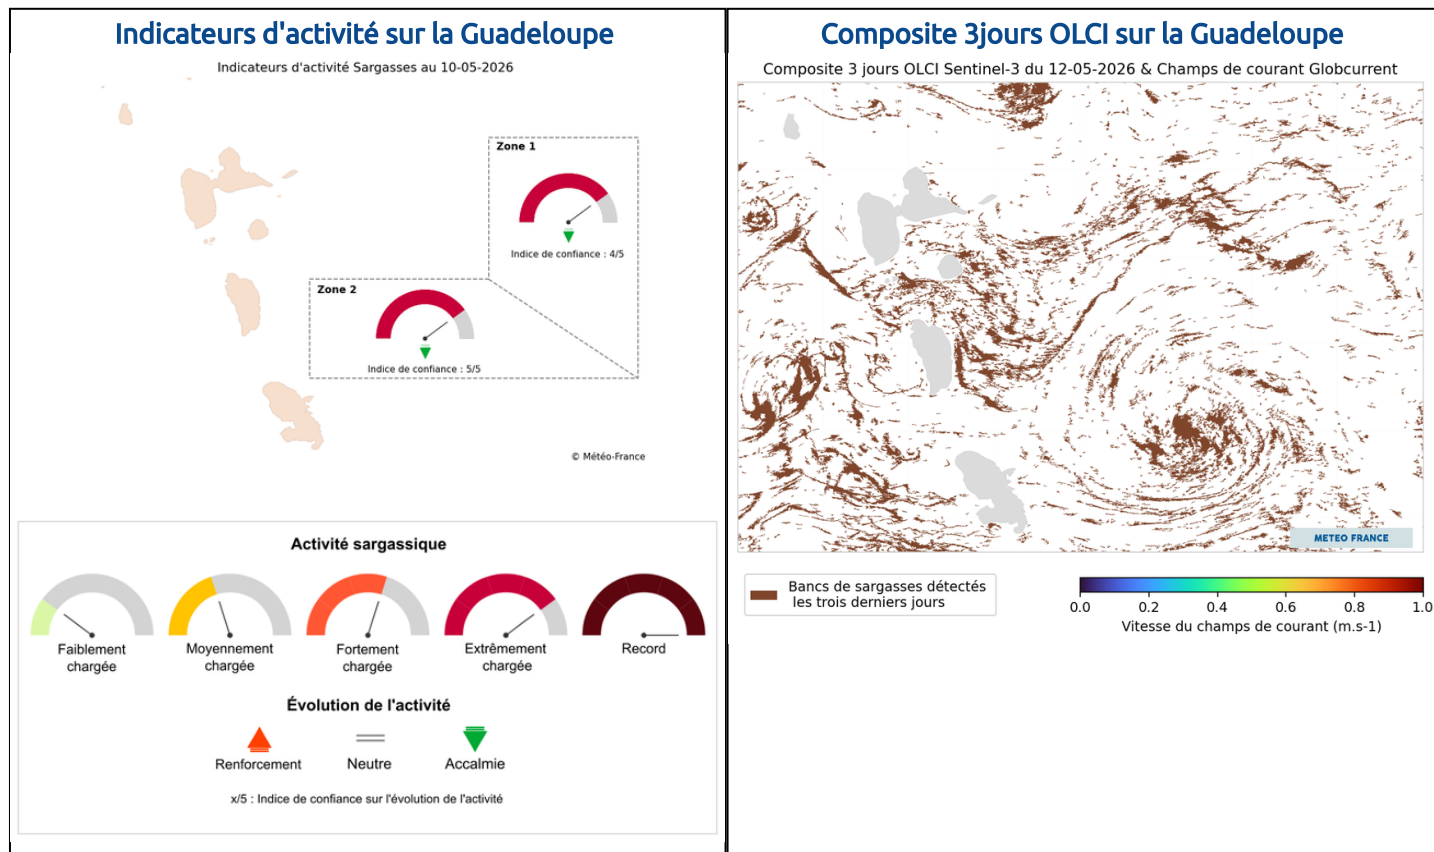 Indicateurs d'activité sur la Guadeloupe
Indicateurs d'activité Sargasses au 10-05-2026
Zone 1
Indice de confiance : 4/5
Zone 2
Indice de confiance : 5/5
© Météo-France
Activité sargassique
Faiblement
chargée
Moyennement
chargée
Fortement
chargée
Extrêmement
chargée
Record
Évolution de l'activité
Renforcement
Neutre
Accalmie
x/5 : Indice de confiance sur l'évolution de l'activité
Composite 3jours OLCI sur la Guadeloupe
Composite 3 jours OLCI Sentinel-3 du 12-05-2026 & Champs de courant Globcurrent
METEO FRANCE
Bancs de sargasses détectés
les trois derniers jours
0.0 0.2 0.4 0.6 0.8 1.0
Vitesse du champs de courant (m.s-1)